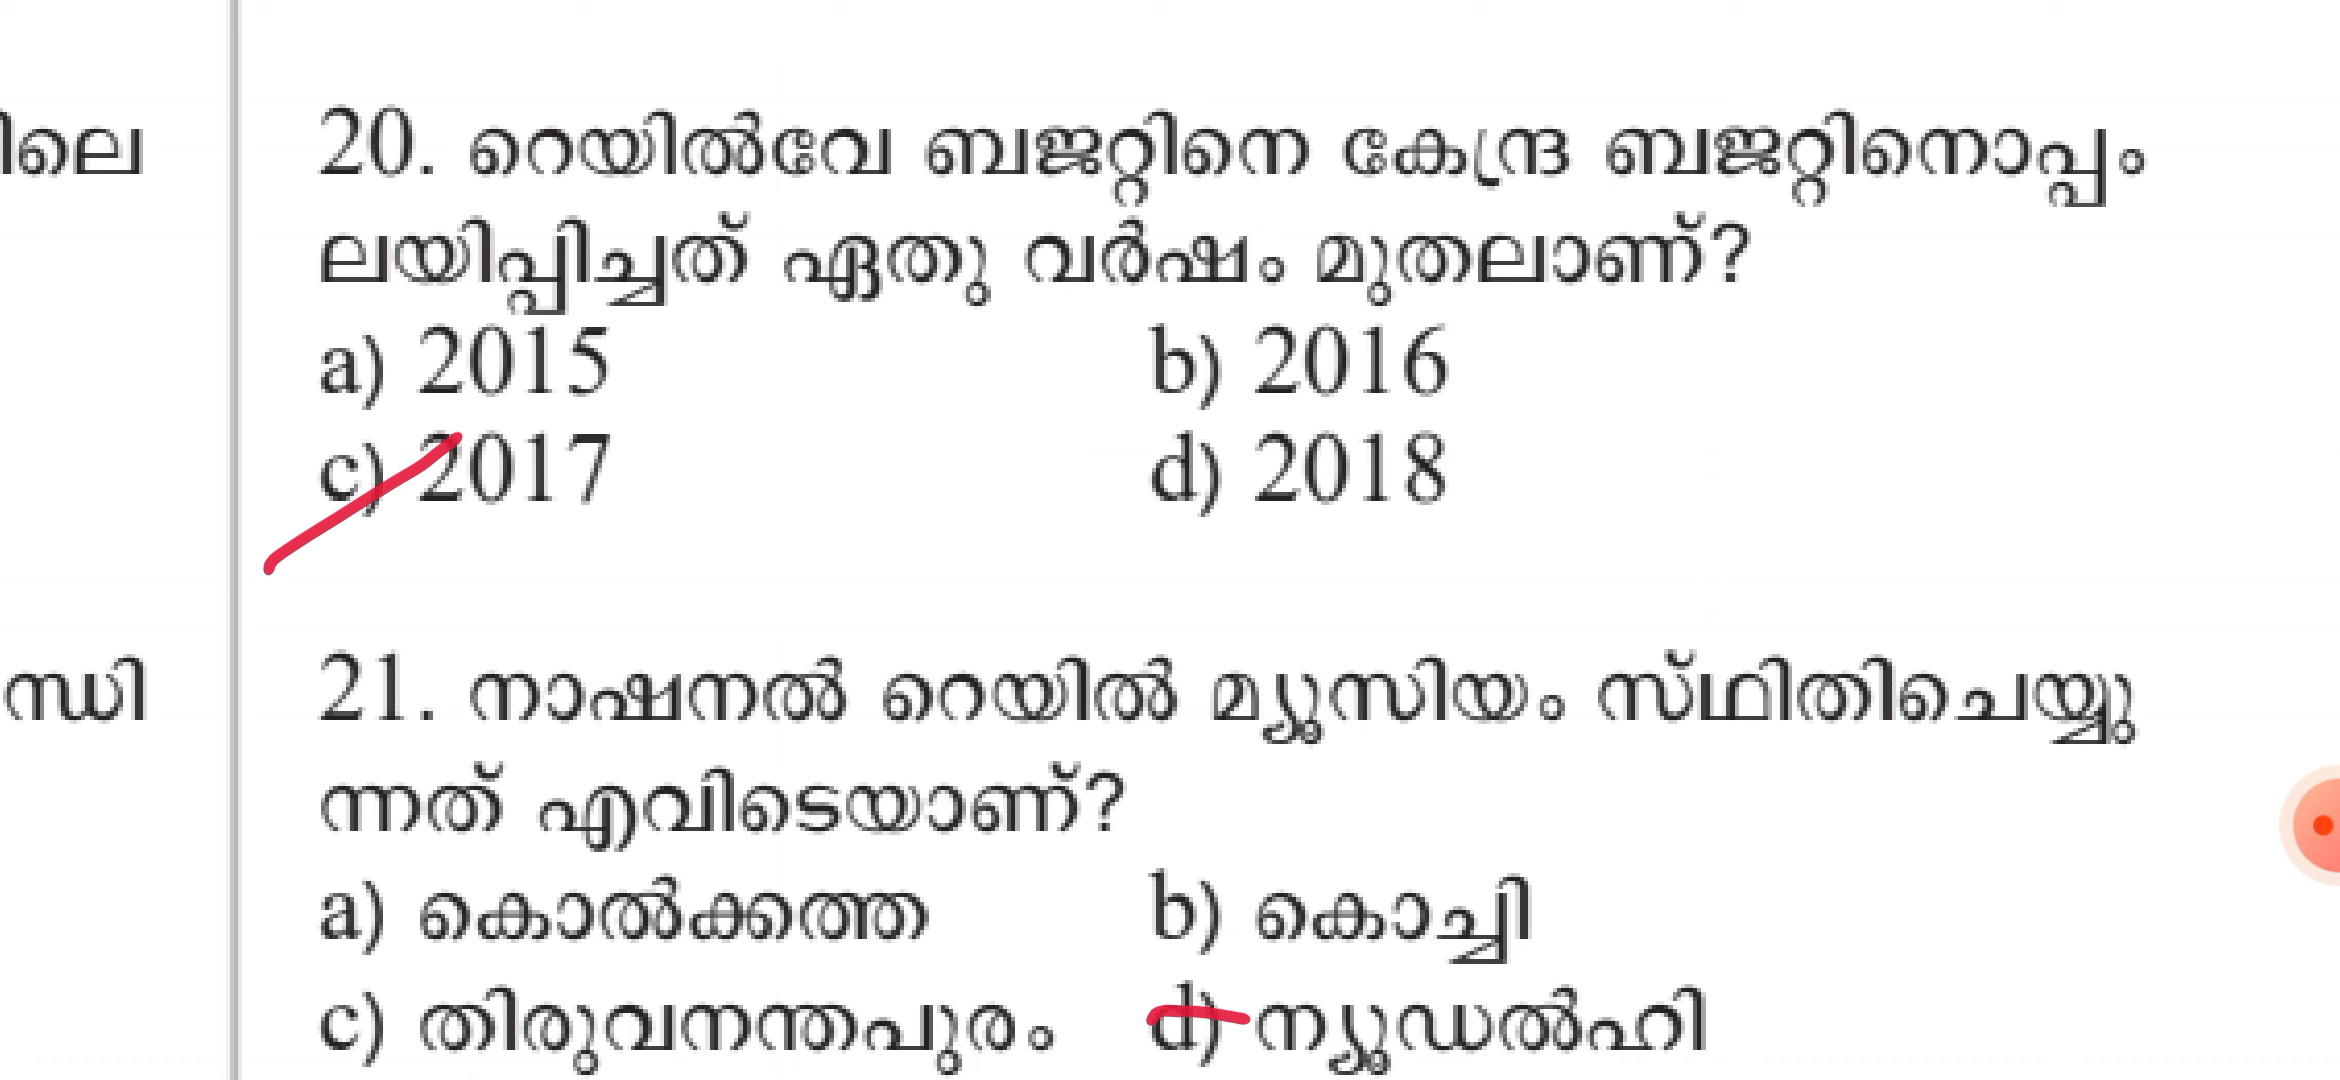 ിലെ
20. റെയിൽവേ ബജറ്റിനെ കേന്ദ്ര ബജറ്റിനൊപ്പം
ലയിപ്പിച്ചത് ഏതു വർഷം മുതലാണ്?
a) 2015 b) 2016
c) 2017 d) 2018
ന്ധി
21. നാഷനൽ റെയിൽ മ്യൂസിയം സ്ഥിതിചെയ്യു
ന്നത് എവിടെയാണ്?
a) കൊൽക്കത്ത b) കൊച്ചി
c) തിരുവനന്തപുരം d) ന്യൂഡൽഹി